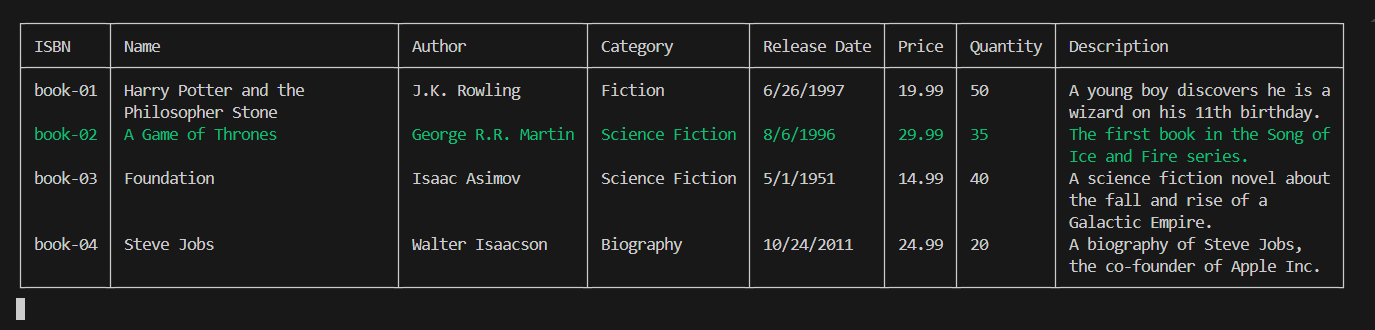 ISBN Name Author Category Release Date Price Quantity Description
book-01 Harry Potter and the J.K. Rowling Fiction 6/26/1997 19.99 50 A young boy discovers he is a
Philosopher Stone wizard on his 11th birthday.
book-02 A Game of Thrones George R.R. Martin Science Fiction 8/6/1996 29.99 35 The first book in the Song of
Ice and Fire series.
book-03 Foundation Isaac Asimov Science Fiction 5/1/1951 14.99 40 A science fiction novel about
the fall and rise of a
Galactic Empire.
book-04 Steve Jobs Walter Isaacson Biography 10/24/2011 24.99 20 A biography of Steve Jobs,
the co-founder of Apple Inc.